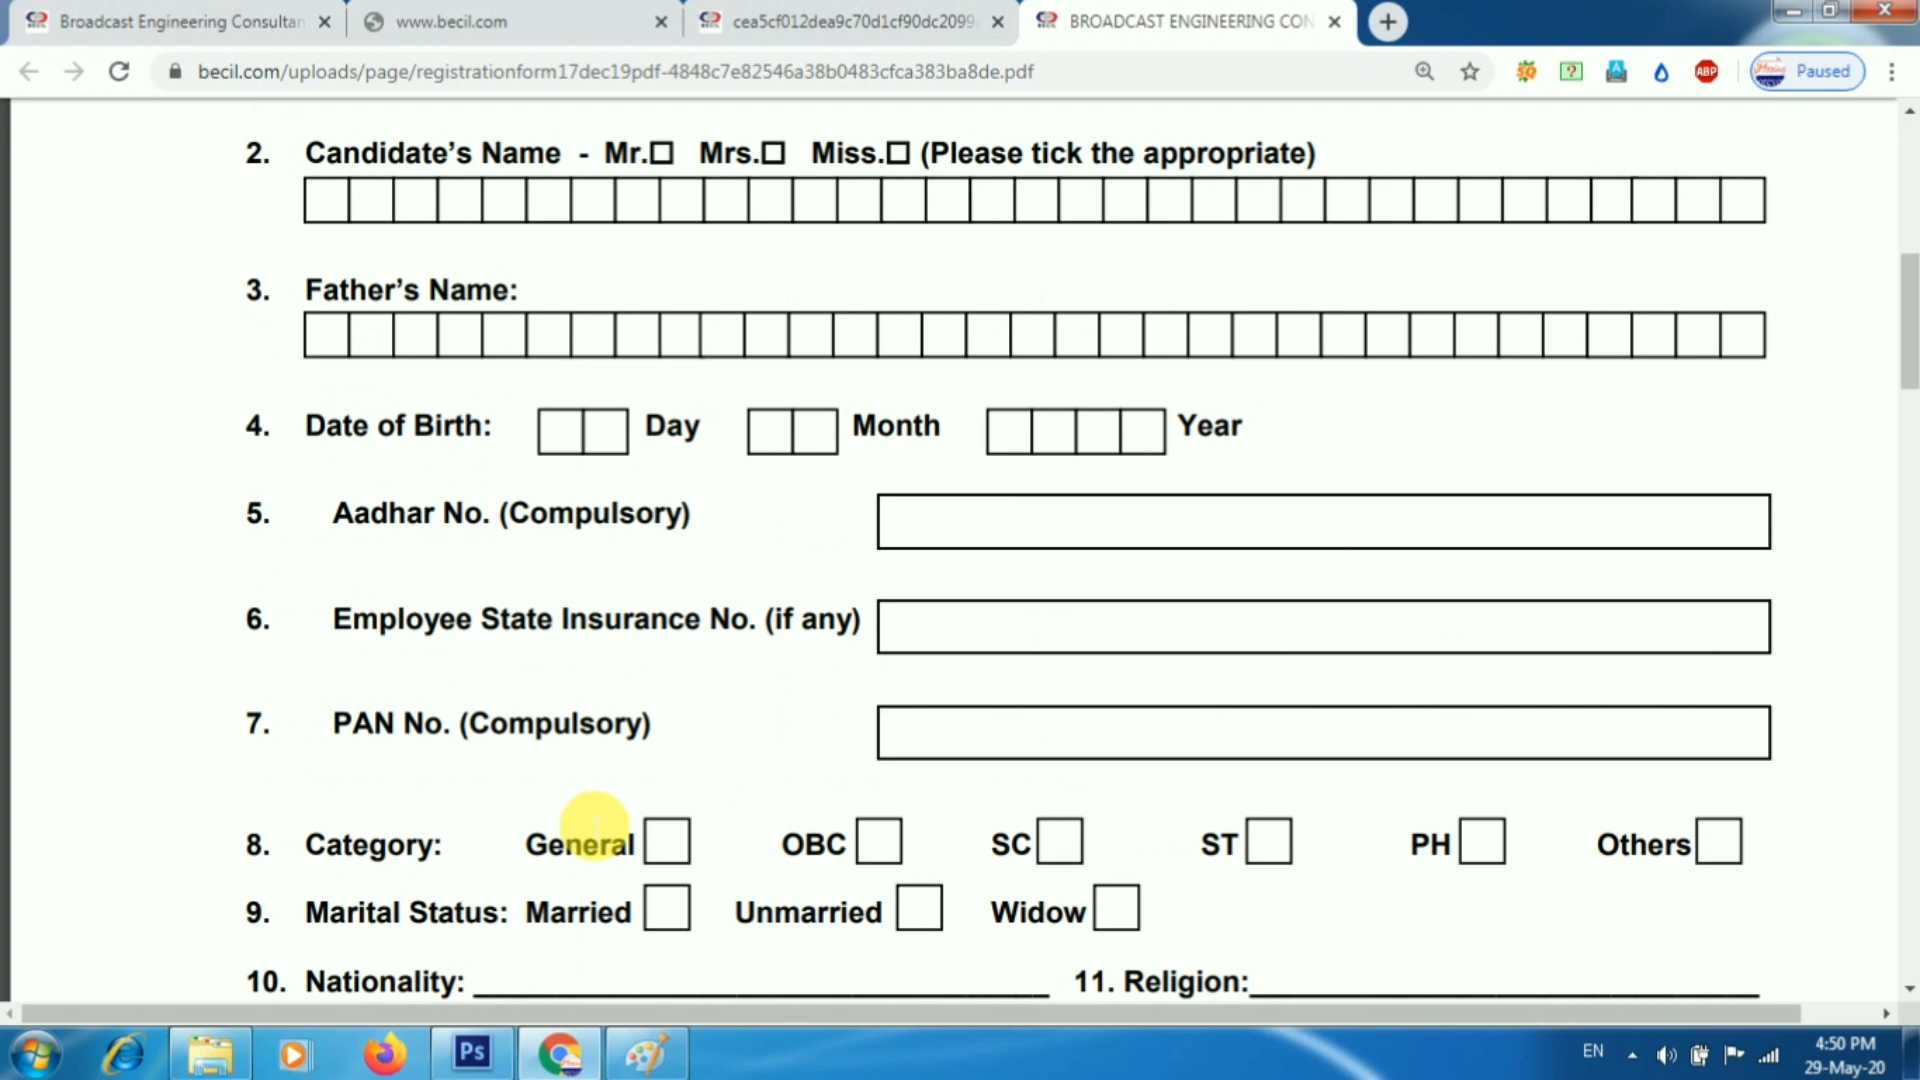 Broadcast Engineering Consultan
www.becil.com
cea5cf012dea9c70d1cf90dc2099
BROADCAST ENGINEERING CON
becil.com/uploads/page/registrationform17dec19pdf-4848c7e82546a38b0483cfca383ba8de.pdf
SQ
?
ABP
Paused
2. Candidate's Name - Mr. Mrs. Miss. (Please tick the appropriate)
3. Father's Name:
4. Date of Birth: Day Month Year
5. Aadhar No. (Compulsory)
6. Employee State Insurance No. (if any)
7. PAN No. (Compulsory)
8. Category: General OBC SC ST PH Others
9. Marital Status: Married Unmarried Widow
10. Nationality: 11. Religion:
Ps
EN
4:50 PM
29-May-20